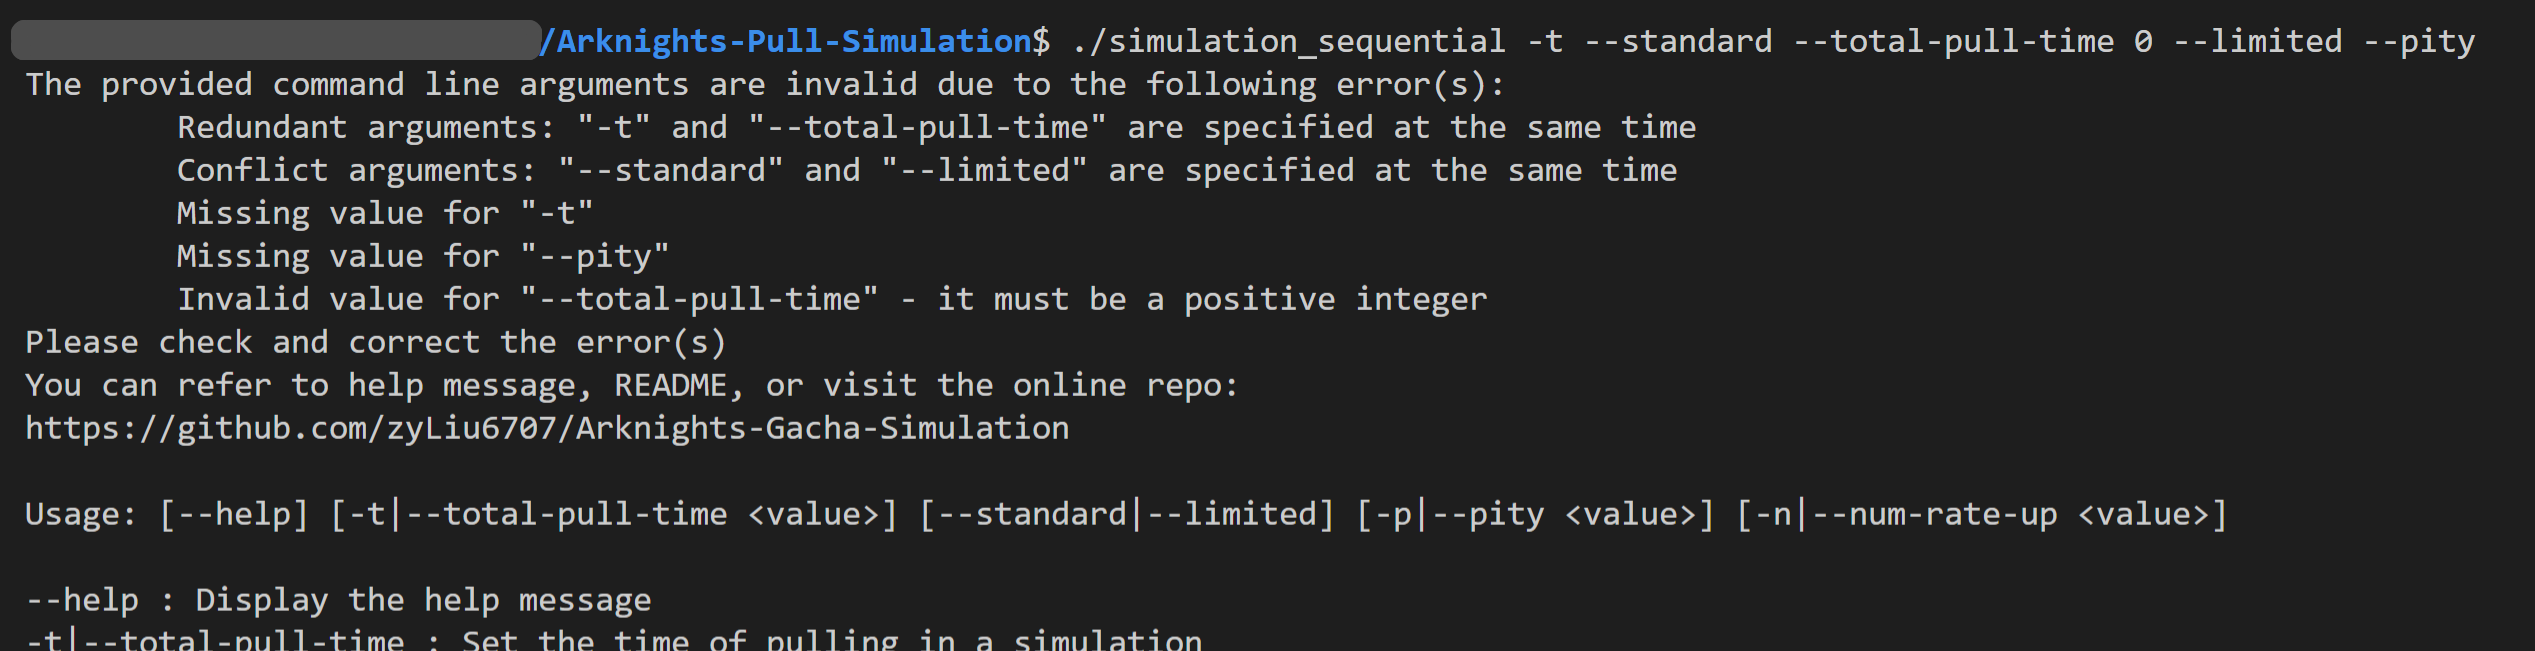 /Arknights-Pull-Simulation$ ./simulation_sequential -t --standard --total-pull-time 0 --limited --pity
The provided command line arguments are invalid due to the following error(s):
Redundant arguments: "-t" and "--total-pull-time" are specified at the same time
Conflict arguments: "--standard" and "--limited" are specified at the same time
Missing value for "-t"
Missing value for "--pity"
Invalid value for "--total-pull-time" - it must be a positive integer
Please check and correct the error(s)
You can refer to help message, README, or visit the online repo:
https://github.com/zyLiu6707/Arknights-Gacha-Simulation
Usage: [--help] [-t|--total-pull-time <value>] [--standard|--limited] [-p|--pity <value>] [-n|--num-rate-up <value>]
--help : Display the help message
-t|--total-pull-time : Set the time of pulling in a simulation